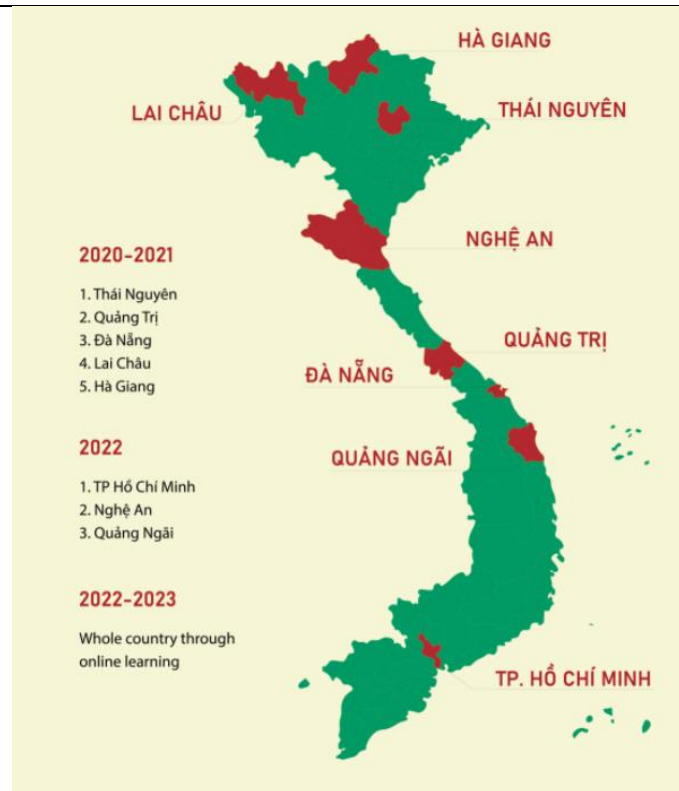 HÀ GIANG
LAI CHÂU
THÁI NGUYÊN
NGHỆ AN
2020-2021
1. Thái Nguyên
2. Quảng Trị
3. Đà Nẵng
4. Lai Châu
5. Hà Giang
QUẢNG TRỊ
ĐÀ NẴNG
QUẢNG NGÃI
2022
1. TP Hồ Chí Minh
2. Nghệ An
3. Quảng Ngãi
2022-2023
Whole country through
online learning
TP. HỒ CHÍ MINH